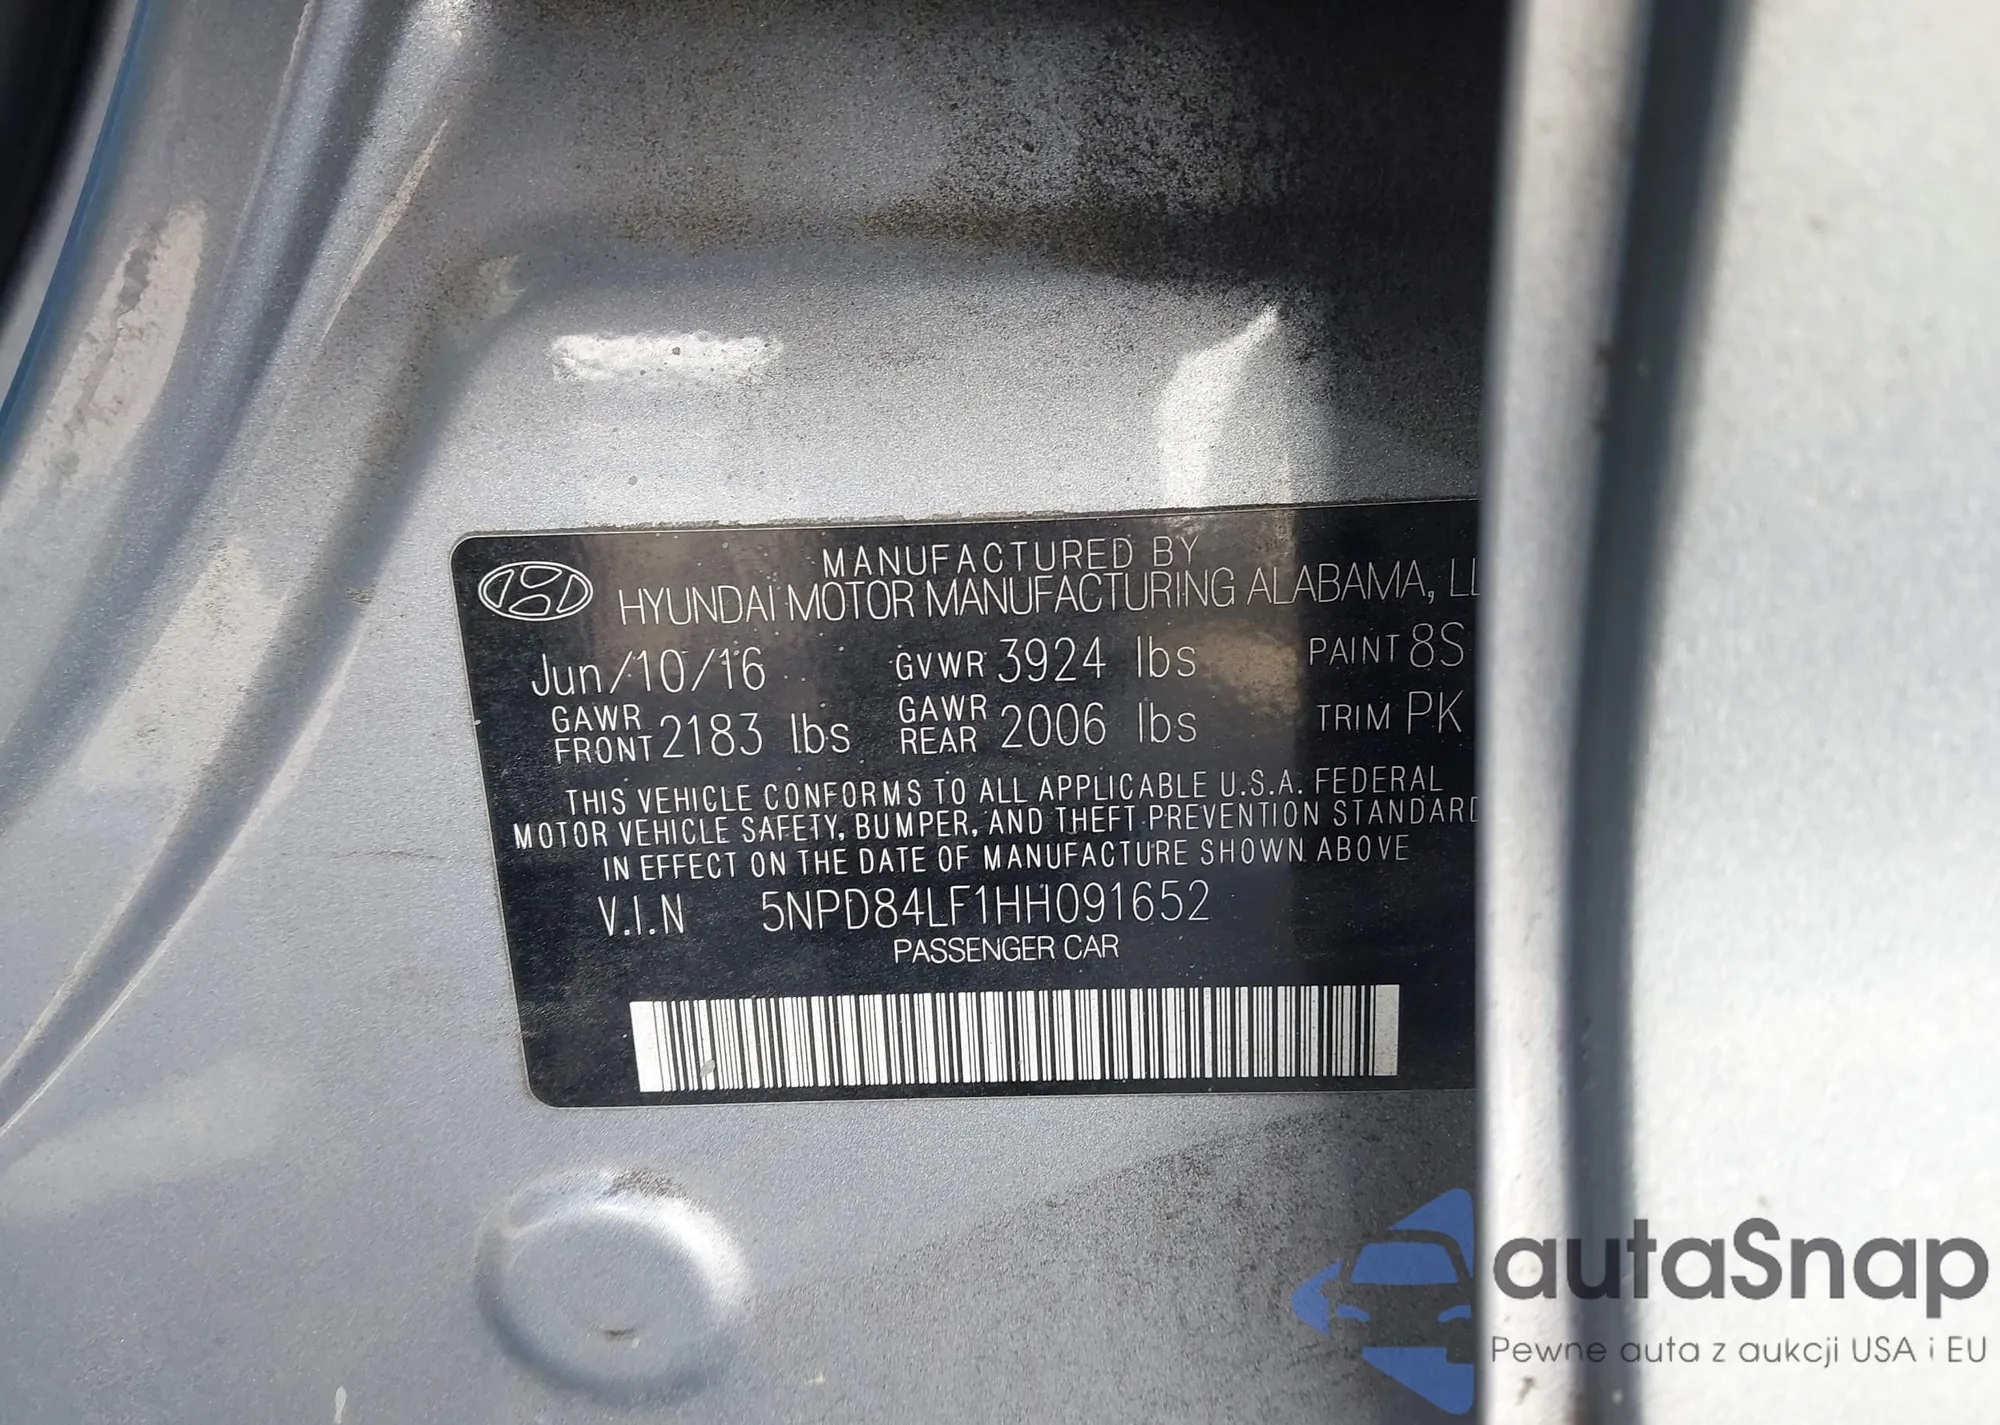 MANUFACTURED BY
HYUNDAI MOTOR MANUFACTURING ALABAMA, LL
Jun/10/16 GVWR 3924 lbs PAINT 8S
GAWR FRONT 2183 lbs GAWR REAR 2006 lbs TRIM PK
THIS VEHICLE CONFORMS TO ALL APPLICABLE U.S.A. FEDERAL
MOTOR VEHICLE SAFETY, BUMPER, AND THEFT PREVENTION STANDARD
IN EFFECT ON THE DATE OF MANUFACTURE SHOWN ABOVE
V.I.N 5NPD84LF1HH091652
PASSENGER CAR
autaSnap
Pewne auta z aukcji USA i EU